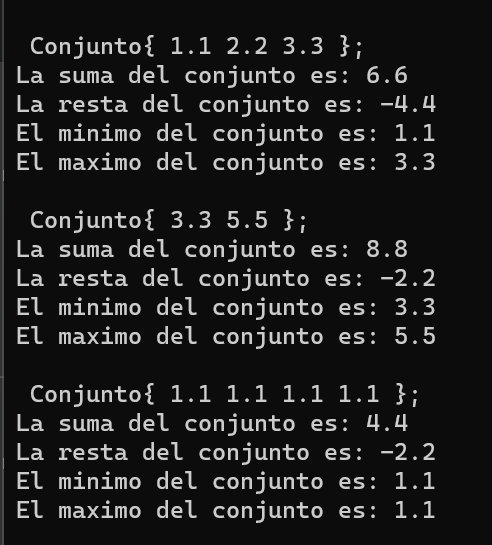 Conjunto{ 1.1 2.2 3.3 };
La suma del conjunto es: 6.6
La resta del conjunto es: -4.4
El minimo del conjunto es: 1.1
El maximo del conjunto es: 3.3
Conjunto{ 3.3 5.5 };
La suma del conjunto es: 8.8
La resta del conjunto es: -2.2
El minimo del conjunto es: 3.3
El maximo del conjunto es: 5.5
Conjunto{ 1.1 1.1 1.1 1.1 };
La suma del conjunto es: 4.4
La resta del conjunto es: -2.2
El minimo del conjunto es: 1.1
El maximo del conjunto es: 1.1